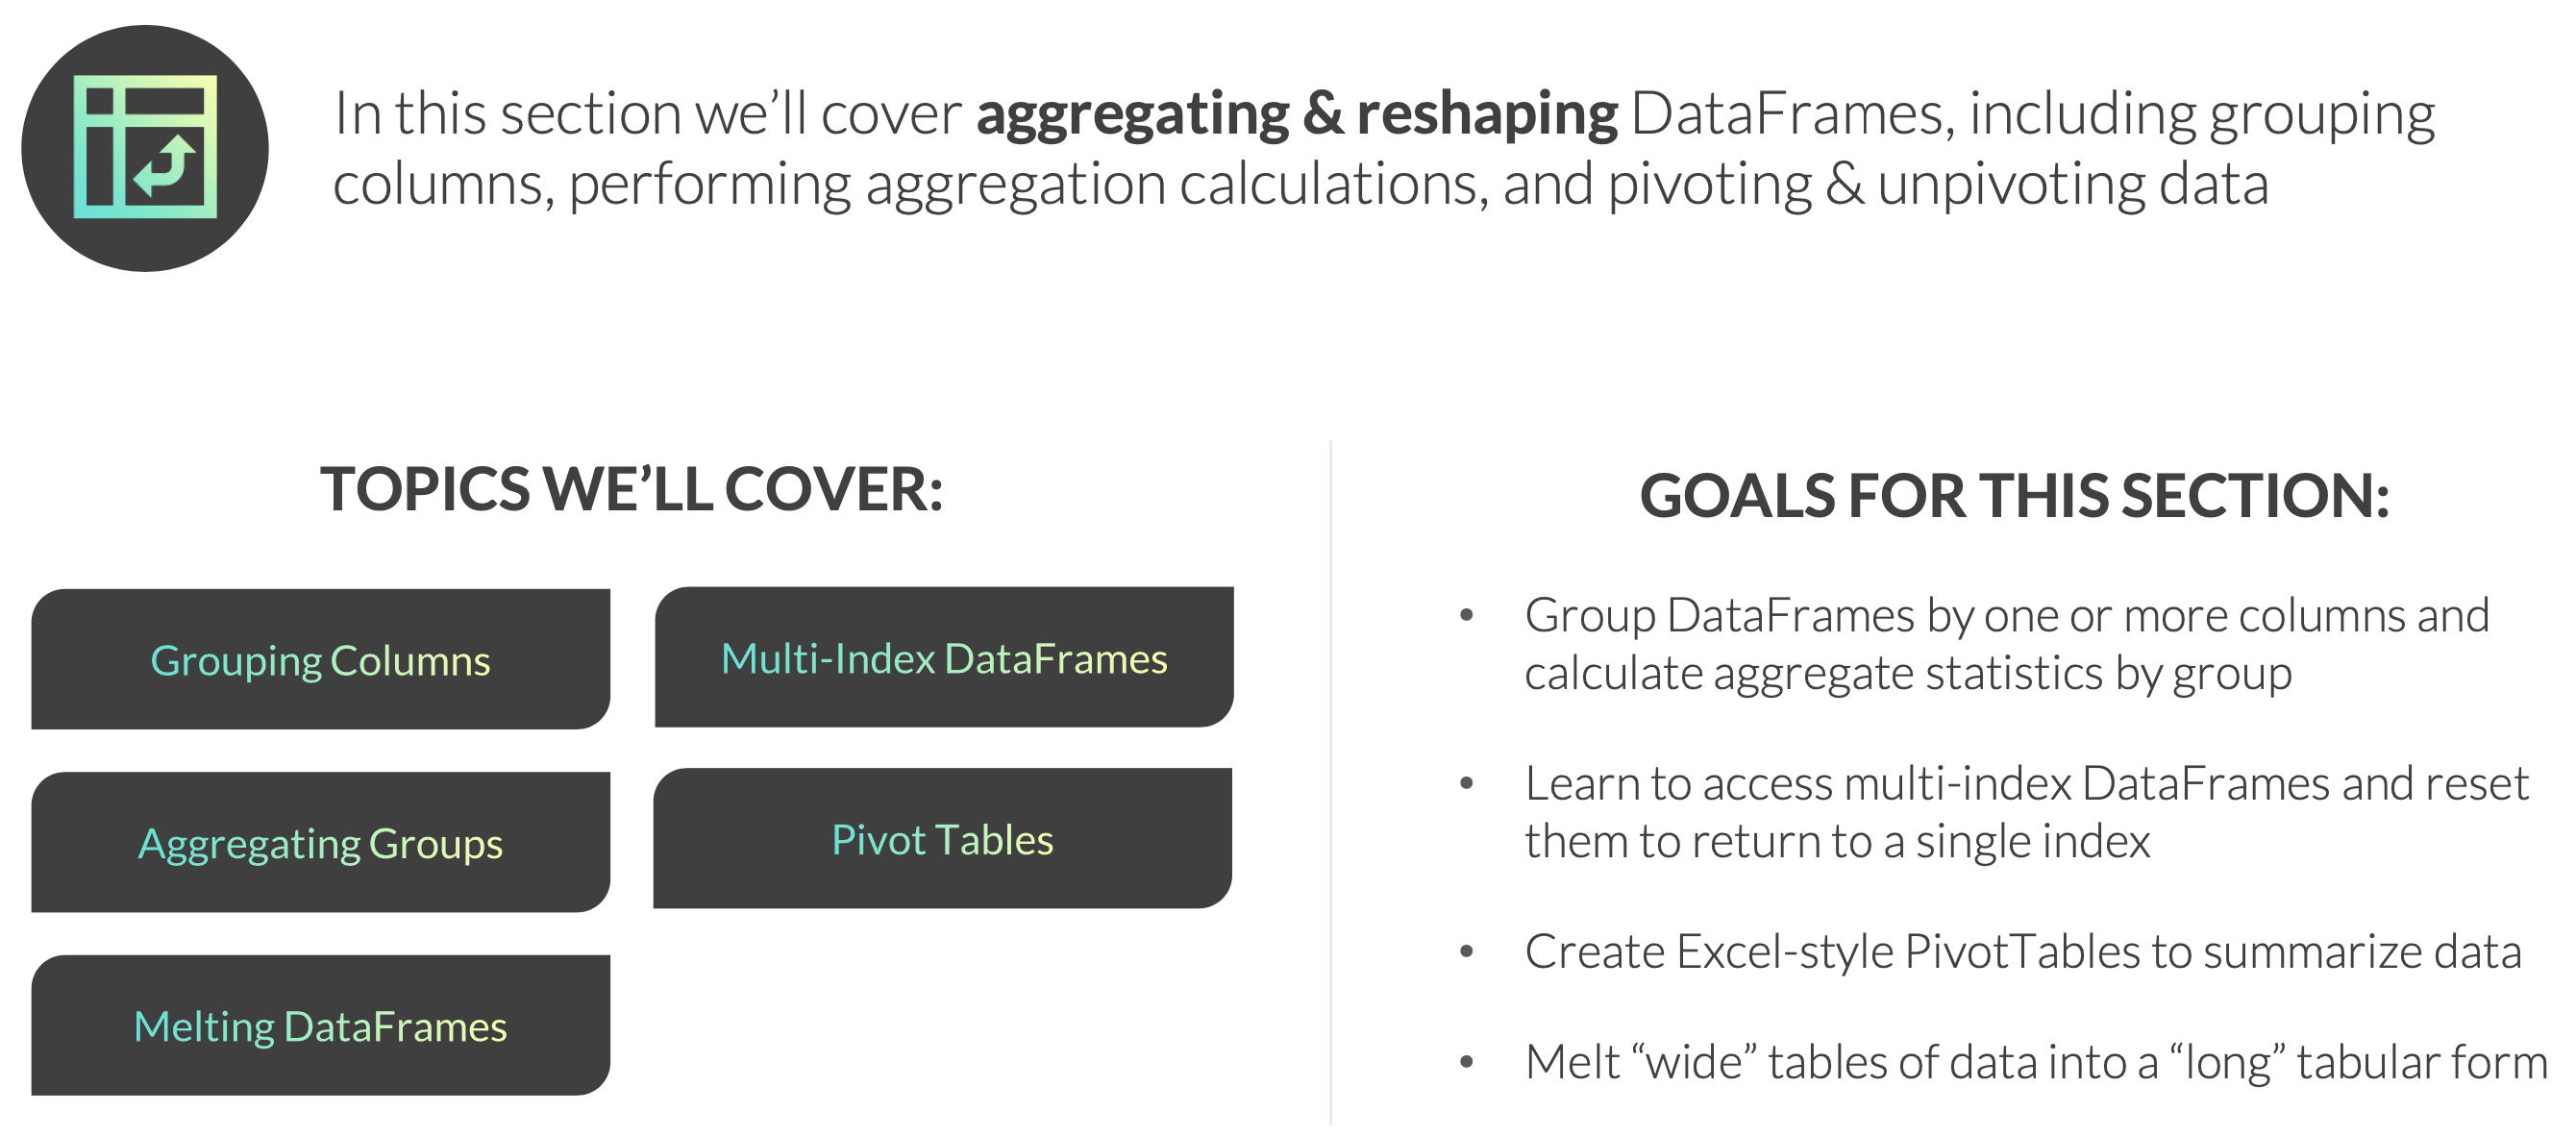 In this section we’ll cover aggregating & reshaping DataFrames, including grouping
columns, performing aggregation calculations, and pivoting & unpivoting data
TOPICS WE’LL COVER:
Grouping Columns
Multi-Index DataFrames
Aggregating Groups
Pivot Tables
Melting DataFrames
GOALS FOR THIS SECTION:
• Group DataFrames by one or more columns and
calculate aggregate statistics by group
• Learn to access multi-index DataFrames and reset
them to return to a single index
• Create Excel-style PivotTables to summarize data
• Melt “wide” tables of data into a “long” tabular form